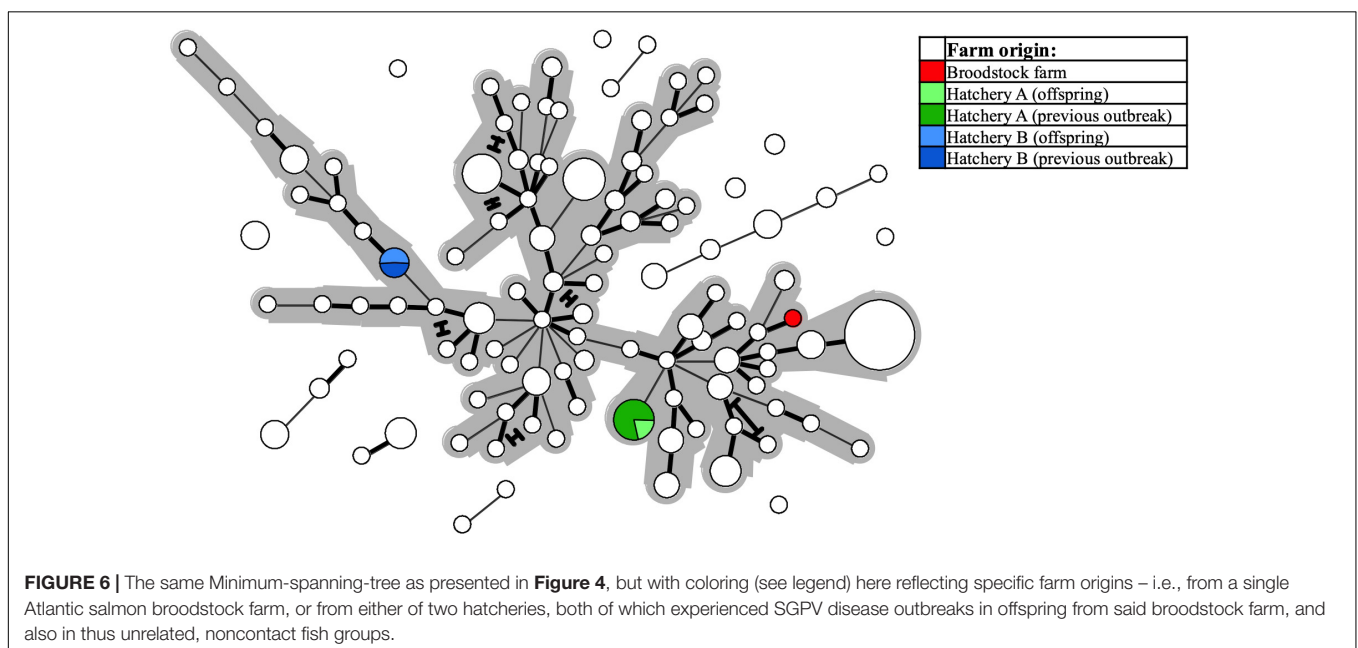 Farm origin:
Broodstock farm
Hatchery A (offspring)
Hatchery A (previous outbreak)
Hatchery B (offspring)
Hatchery B (previous outbreak)
FIGURE 6 | The same Minimum-spanning-tree as presented in Figure 4, but with coloring (see legend) here reflecting specific farm origins – i.e., from a single
Atlantic salmon broodstock farm, or from either of two hatcheries, both of which experienced SGPV disease outbreaks in offspring from said broodstock farm, and
also in thus unrelated, noncontact fish groups.